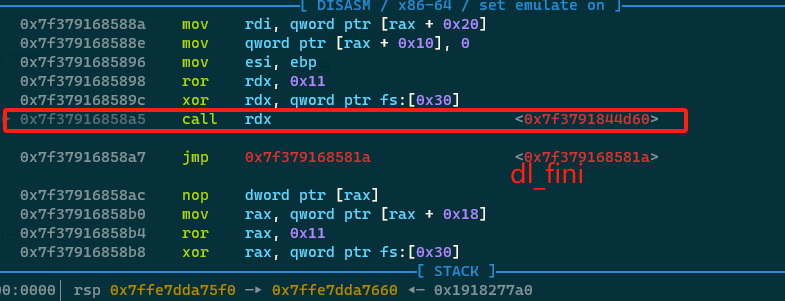 [ DISASM / x86-64 / set emulate on ]
0x7f379168588a mov rdi, qword ptr [rax + 0x20]
0x7f379168588e mov qword ptr [rax + 0x10], 0
0x7f3791685896 mov esi, ebp
0x7f3791685898 ror rdx, 0x11
0x7f379168589c xor rdx, qword ptr fs:[0x30]
0x7f37916858a5 call rdx <0x7f3791844d60>
0x7f37916858a7 jmp 0x7f379168581a <0x7f379168581a>
dl_fini
0x7f37916858ac nop dword ptr [rax]
0x7f37916858b0 mov rax, qword ptr [rax + 0x18]
0x7f37916858b4 ror rax, 0x11
0x7f37916858b8 xor rax, qword ptr fs:[0x30]
[ STACK ]
00:0000│ rsp 0x7ffe7dda75f0 —▸ 0x7ffe7dda7660 ◂— 0x1918277a0